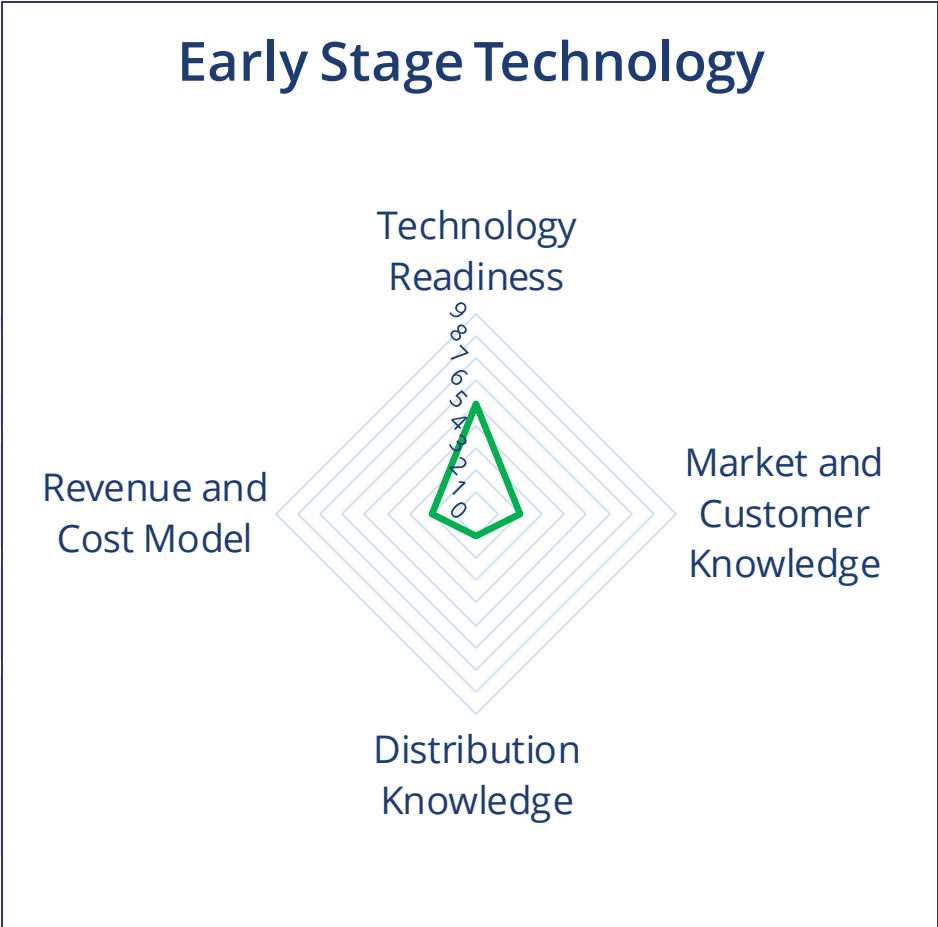 Early Stage Technology
Technology
Readiness
9
8
7
6
5
4
3
2
1
0
Revenue and
Cost Model
Market and
Customer
Knowledge
Distribution
Knowledge